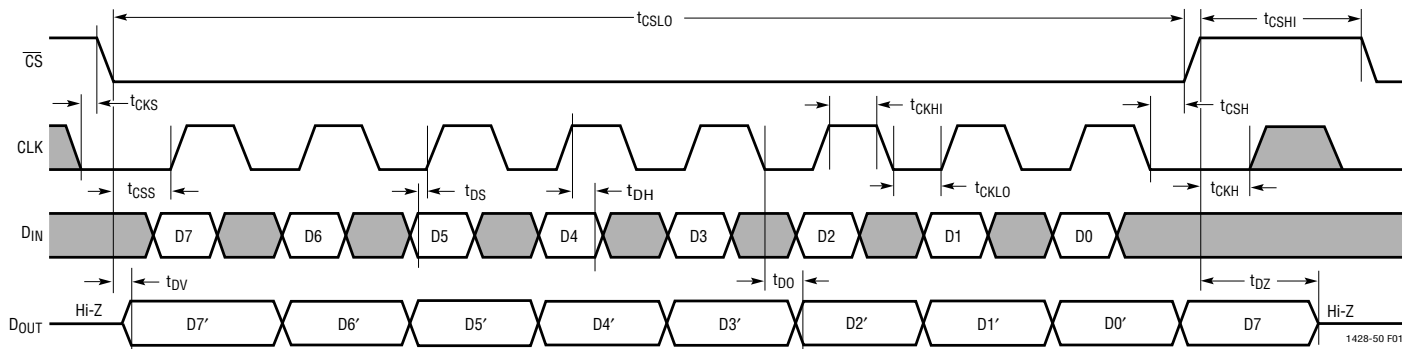 tCSLO tCSHI
CS
tCKS tCKHI tCSH
CLK
tCSS tDS tDH tCKLO tCKH
DIN D7 D6 D5 D4 D3 D2 D1 D0
tDV tDO tDZ
DOUT Hi-Z D7′ D6′ D5′ D4′ D3′ D2′ D1′ D0′ D7 Hi-Z
1428-50 F01